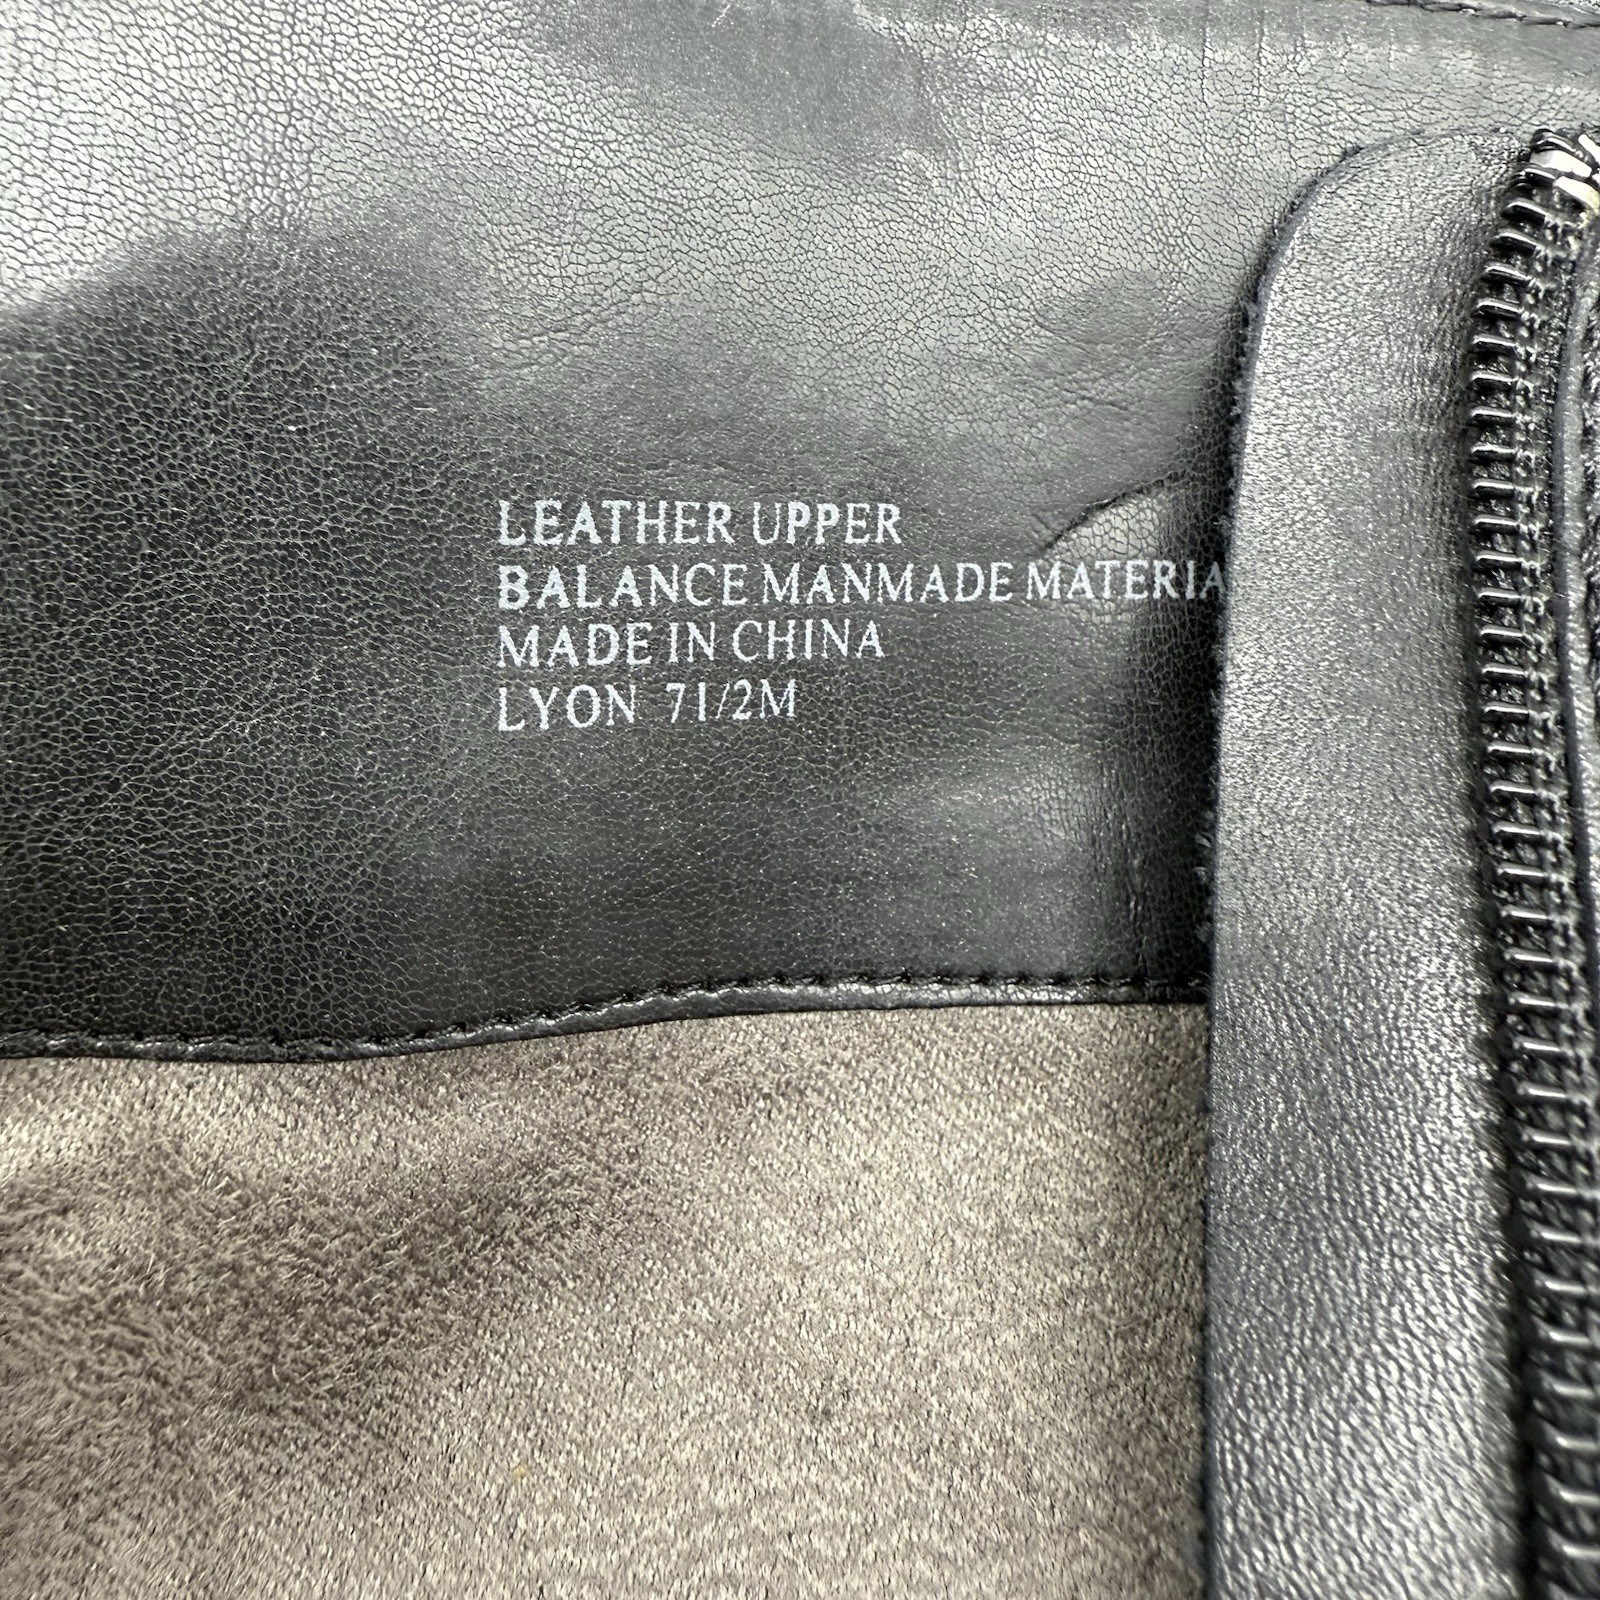 LEATHER UPPER
BALANCE MANMADE MATERIA
MADE IN CHINA
LYON 71/2M